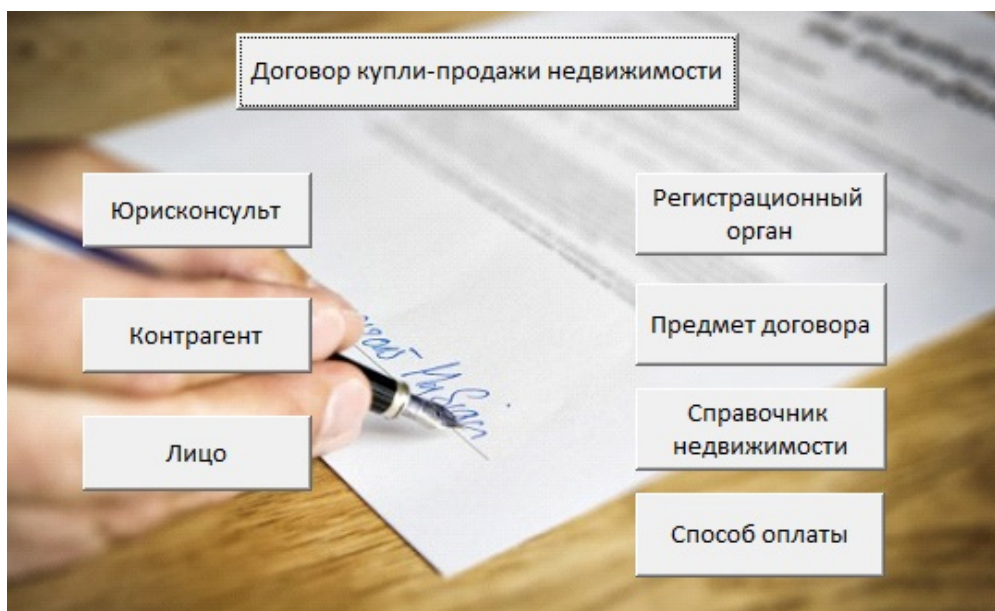 Договор купли-продажи недвижимости
Юрисконсульт
Контрагент
Лицо
Регистрационный
орган
Предмет договора
Справочник
недвижимости
Способ оплаты